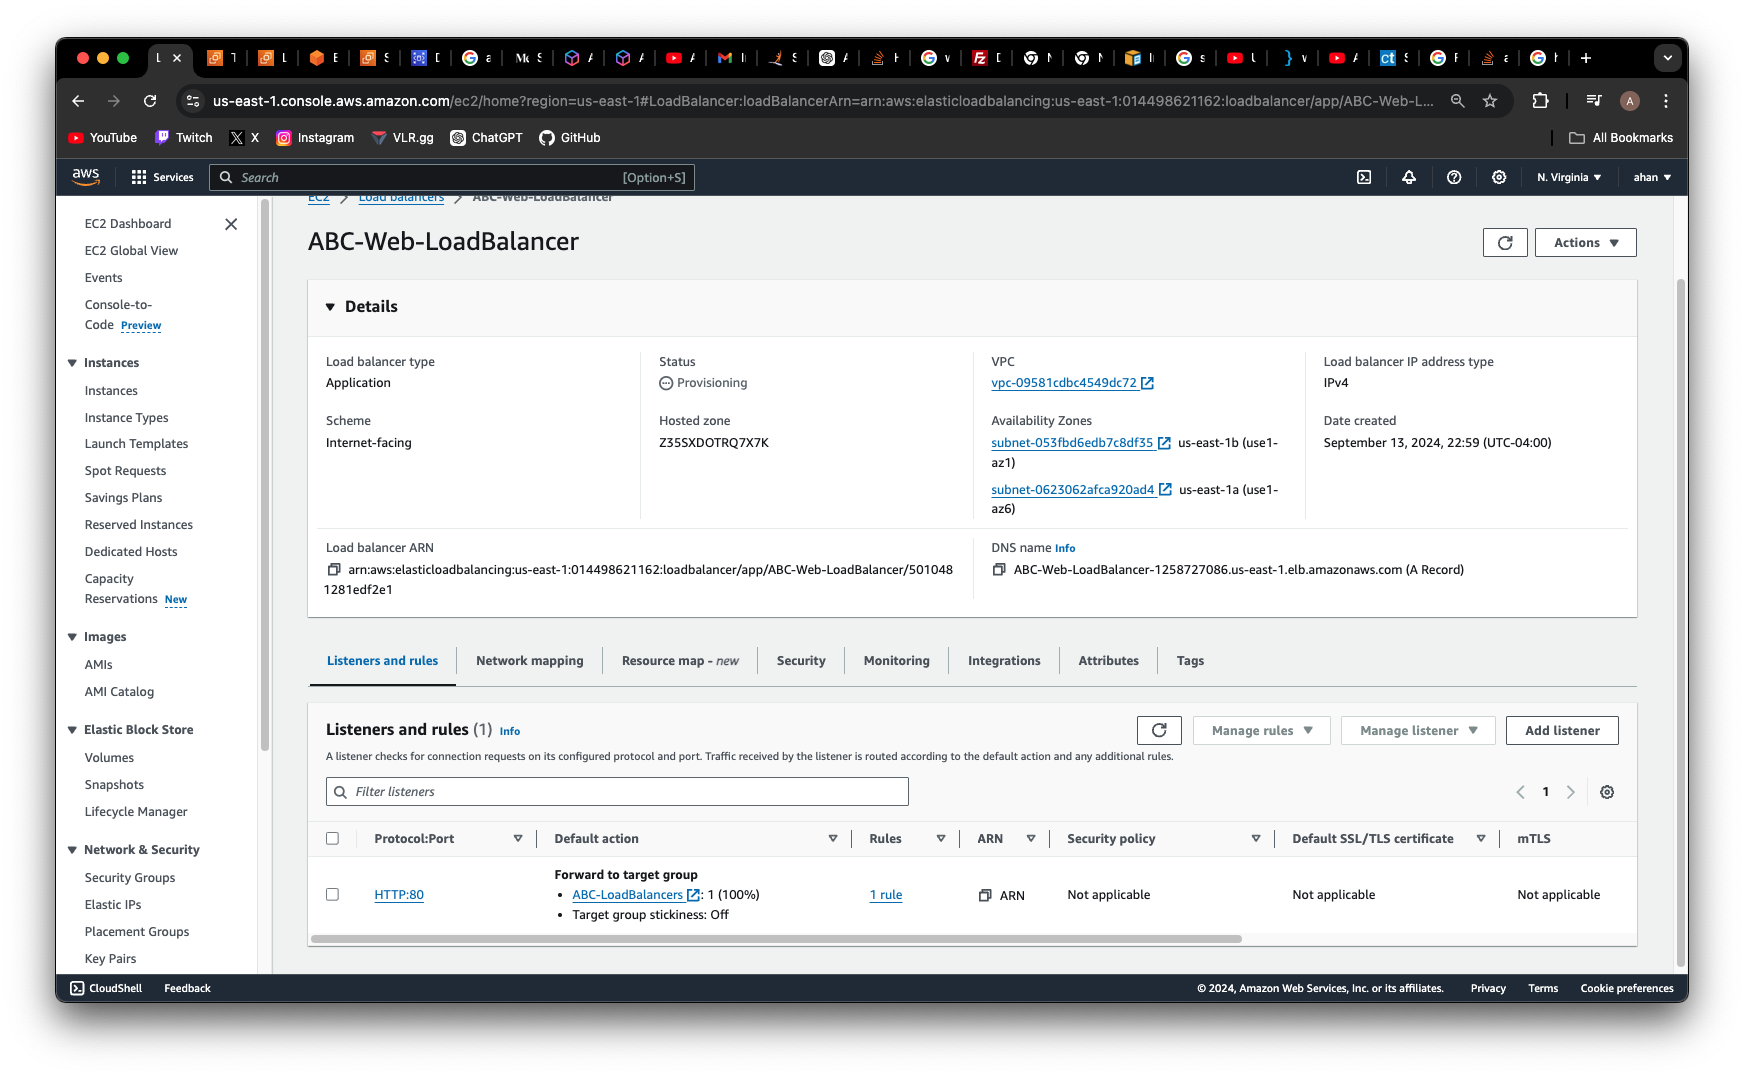 us-east-1.console.aws.amazon.com/ec2/home?region=us-east-1#LoadBalancer:loadBalancerArn=arn:aws:elasticloadbalancing:us-east-1:014498621162:loadbalancer/app/ABC-Web-L...
A
YouTube Twitch X Instagram VLR.gg ChatGPT GitHub All Bookmarks
aws Services Search [Option+S] N. Virginia ahan
EC2 Dashboard
EC2 Global View
Events
Console-to-
Code Preview
Instances
Instances
Instance Types
Launch Templates
Spot Requests
Savings Plans
Reserved Instances
Dedicated Hosts
Capacity
Reservations New
Images
AMIs
AMI Catalog
Elastic Block Store
Volumes
Snapshots
Lifecycle Manager
Network & Security
Security Groups
Elastic IPs
Placement Groups
Key Pairs
EC2 > Load balancers > ABC-Web-LoadBalancer
ABC-Web-LoadBalancer
Actions
Details
Load balancer type
Application
Status
Provisioning
VPC
vpc-09581cdbc4549dc72
Load balancer IP address type
IPv4
Scheme
Internet-facing
Hosted zone
Z35SXDOTRQ7X7K
Availability Zones
subnet-053fbd6edb7c8df35 us-east-1b (use1-
az1)
subnet-0623062afca920ad4 us-east-1a (use1-
az6)
Date created
September 13, 2024, 22:59 (UTC-04:00)
Load balancer ARN
arn:aws:elasticloadbalancing:us-east-1:014498621162:loadbalancer/app/ABC-Web-LoadBalancer/501048
1281edf2e1
DNS name Info
ABC-Web-LoadBalancer-1258727086.us-east-1.elb.amazonaws.com (A Record)
Listeners and rules Network mapping Resource map - new Security Monitoring Integrations Attributes Tags
Listeners and rules (1) Info
Manage rules Manage listener Add listener
A listener checks for connection requests on its configured protocol and port. Traffic received by the listener is routed according to the default action and any additional rules.
Filter listeners
1
Protocol:Port Default action Rules ARN Security policy Default SSL/TLS certificate mTLS
Forward to target group
HTTP:80 • ABC-LoadBalancers : 1 (100%) 1 rule ARN Not applicable Not applicable Not applicable
• Target group stickiness: Off
CloudShell Feedback © 2024, Amazon Web Services, Inc. or its affiliates. Privacy Terms Cookie preferences